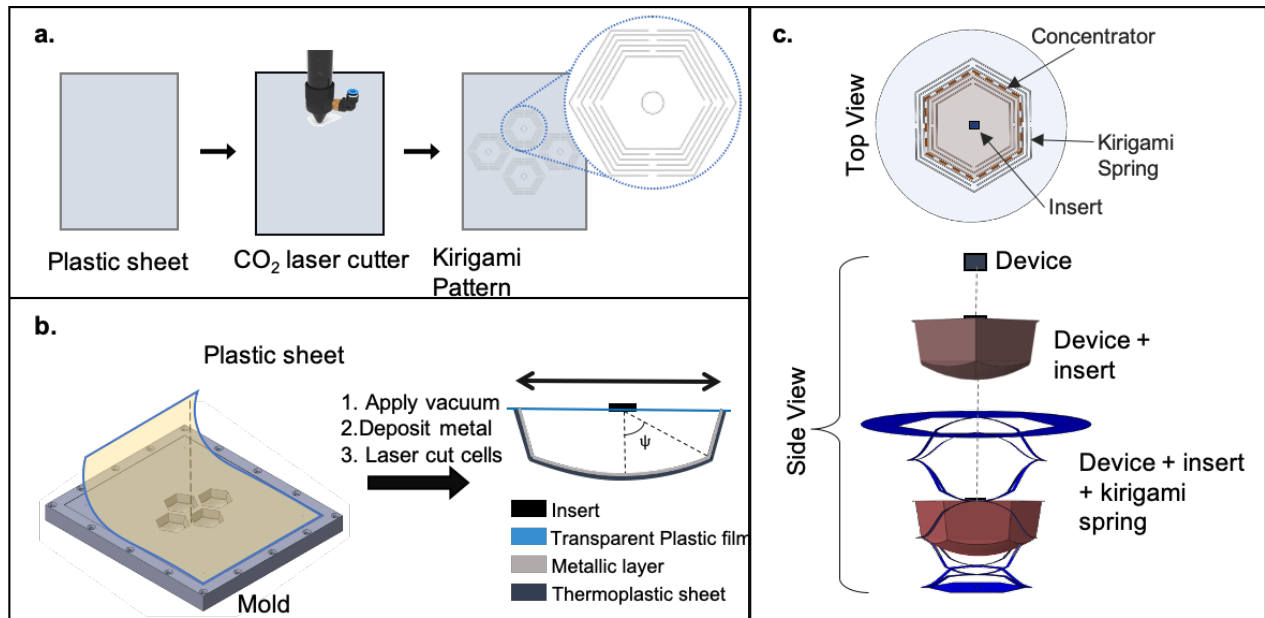 a.
Plastic sheet
CO₂ laser cutter
Kirigami
Pattern
b.
Plastic sheet
1. Apply vacuum
2.Deposit metal
3. Laser cut cells
Mold
ψ
Insert
Transparent Plastic film
Metallic layer
Thermoplastic sheet
c.
Top View
Concentrator
Kirigami
Spring
Insert
Side View
Device
Device +
insert
Device + insert
+ kirigami
spring